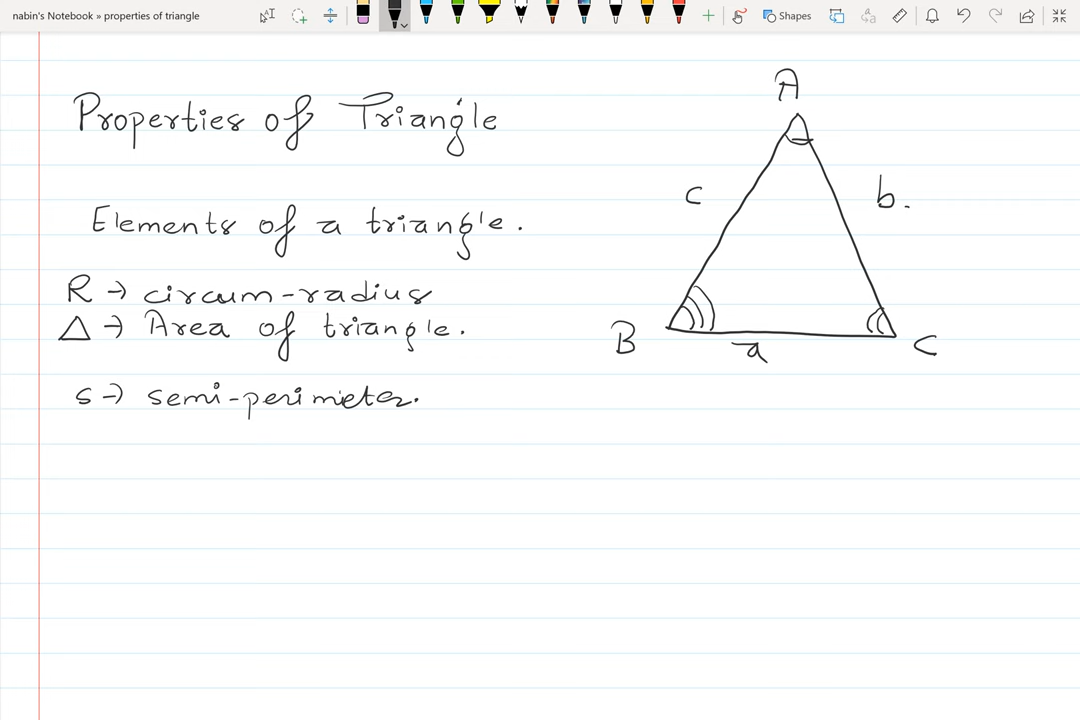 nabin's Notebook » properties of triangle
Shapes
Properties of Triangle
Elements of a triangle.
R → circum-radius
Δ → Area of triangle.
s → semi-perimeter.
A
c
b.
B
a
C